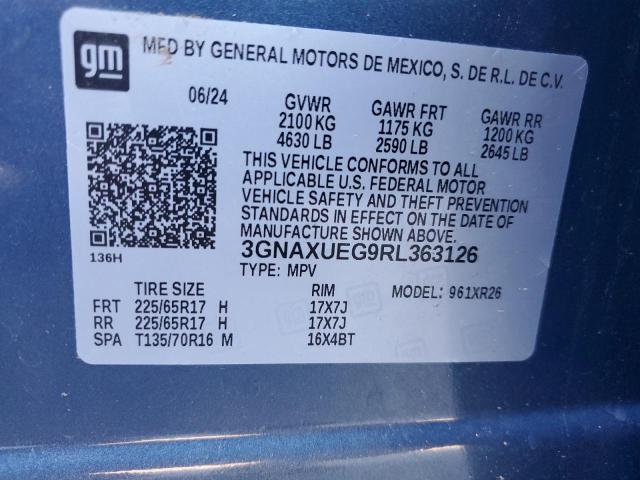 gm
MFD BY GENERAL MOTORS DE MEXICO, S. DE R.L. DE C.V.
06/24 GVWR GAWR FRT GAWR RR
2100 KG 1175 KG 1200 KG
4630 LB 2590 LB 2645 LB
THIS VEHICLE CONFORMS TO ALL
APPLICABLE U.S. FEDERAL MOTOR
VEHICLE SAFETY AND THEFT PREVENTION
STANDARDS IN EFFECT ON THE DATE OF
MANUFACTURE SHOWN ABOVE.
136H 3GNAXUEG9RL363126
TYPE: MPV
TIRE SIZE RIM MODEL: 961XR26
FRT 225/65R17 H 17X7J
RR 225/65R17 H 17X7J
SPA T135/70R16 M 16X4BT